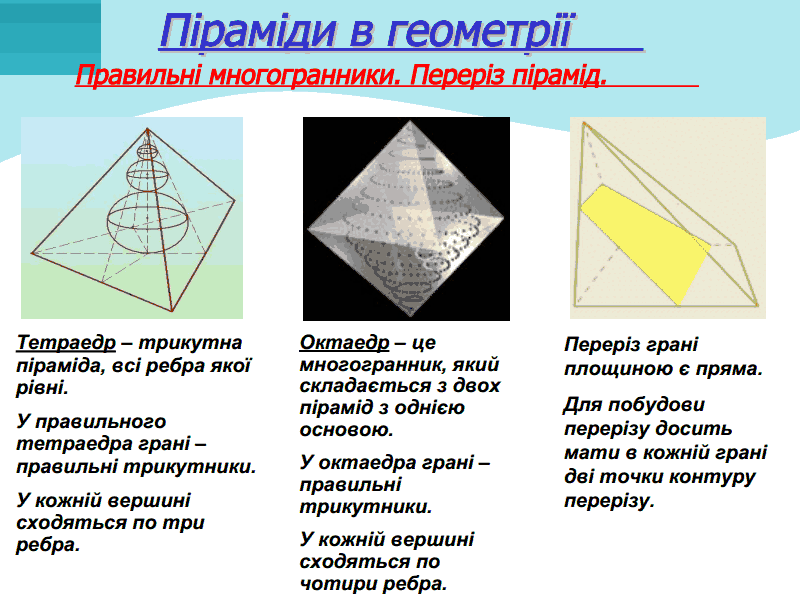 Піраміди в геометрії
Правильні многогранники. Переріз пірамід.
Тетраедр – трикутна
піраміда, всі ребра якої
рівні.
У правильного
тетраедра грані –
правильні трикутники.
У кожній вершині
сходяться по три
ребра.
Октаедр – це
многогранник, який
складається з двох
пірамід з однією
основою.
У октаедра грані –
правильні
трикутники.
У кожній вершині
сходяться по
чотири ребра.
Переріз грані
площиною є пряма.
Для побудови
перерізу досить
мати в кожній грані
дві точки контуру
перерізу.